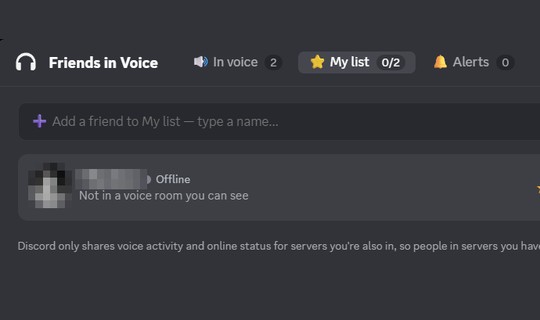 Friends in Voice In voice 2 My list 0/2 Alerts 0
Add a friend to My list — type a name...
Offline
Not in a voice room you can see
Discord only shares voice activity and online status for servers you're also in, so people in servers you have